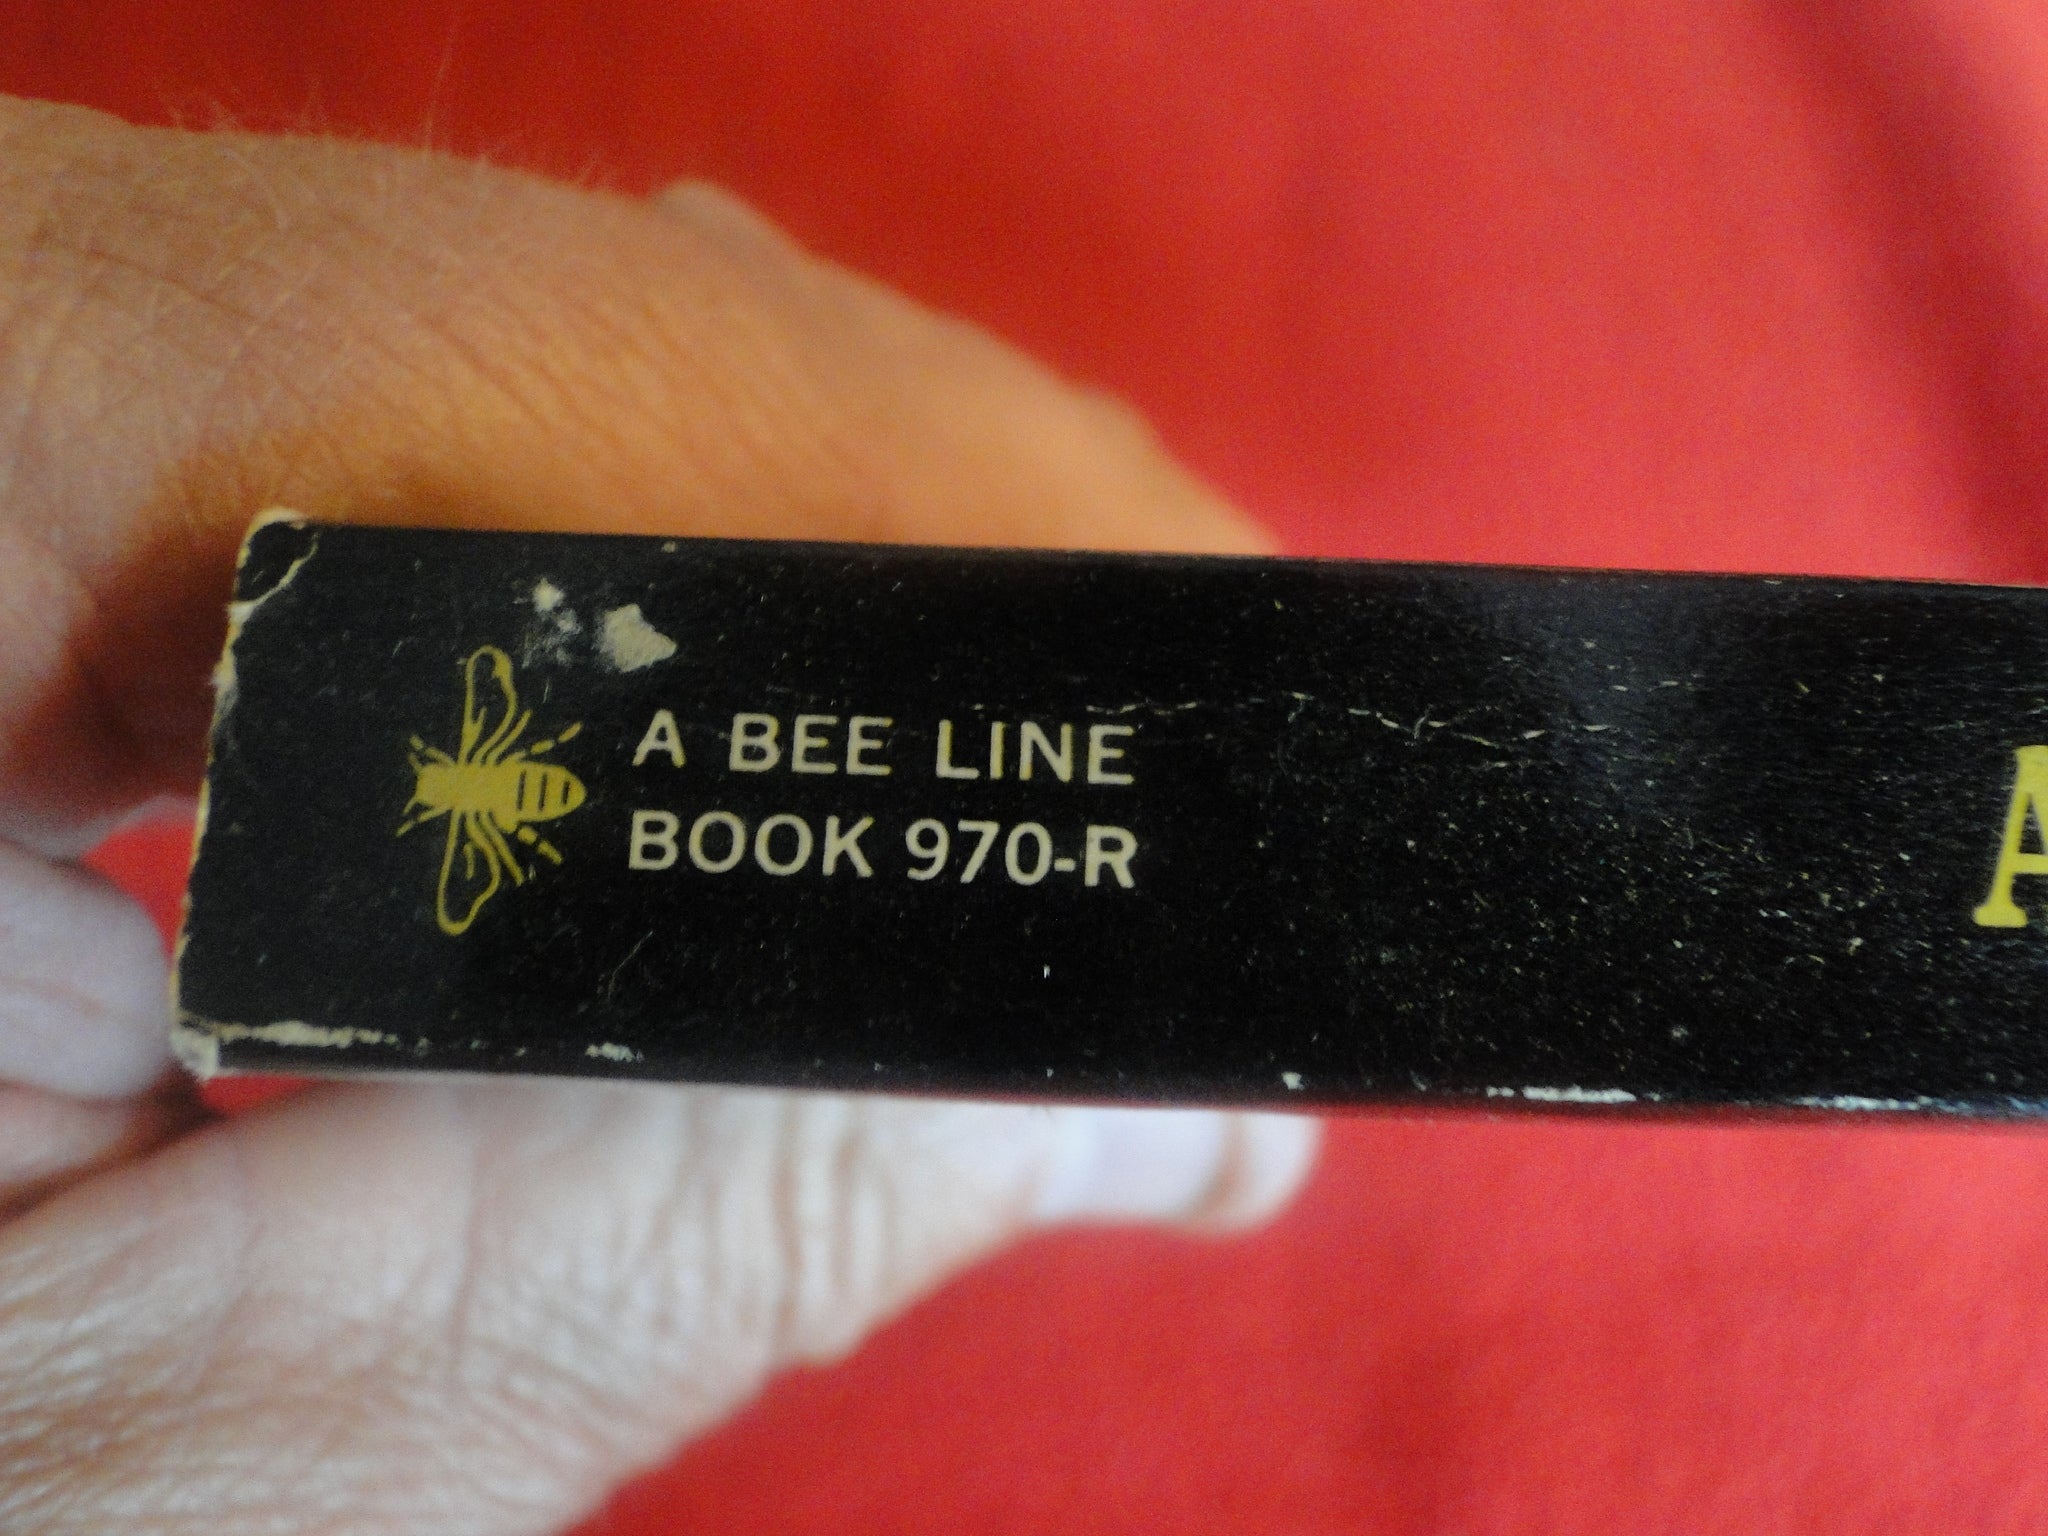 A BEE LINE
BOOK 970-R